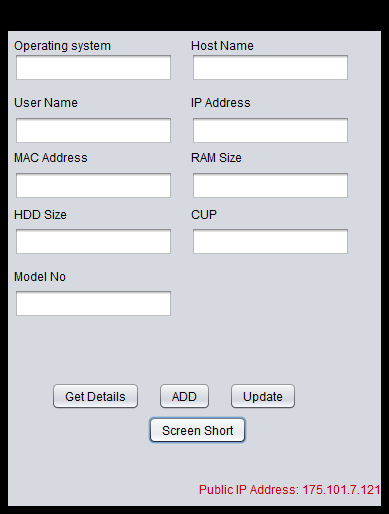 Operating system Host Name
User Name IP Address
MAC Address RAM Size
HDD Size CUP
Model No
Get Details ADD Update
Screen Short
Public IP Address: 175.101.7.121